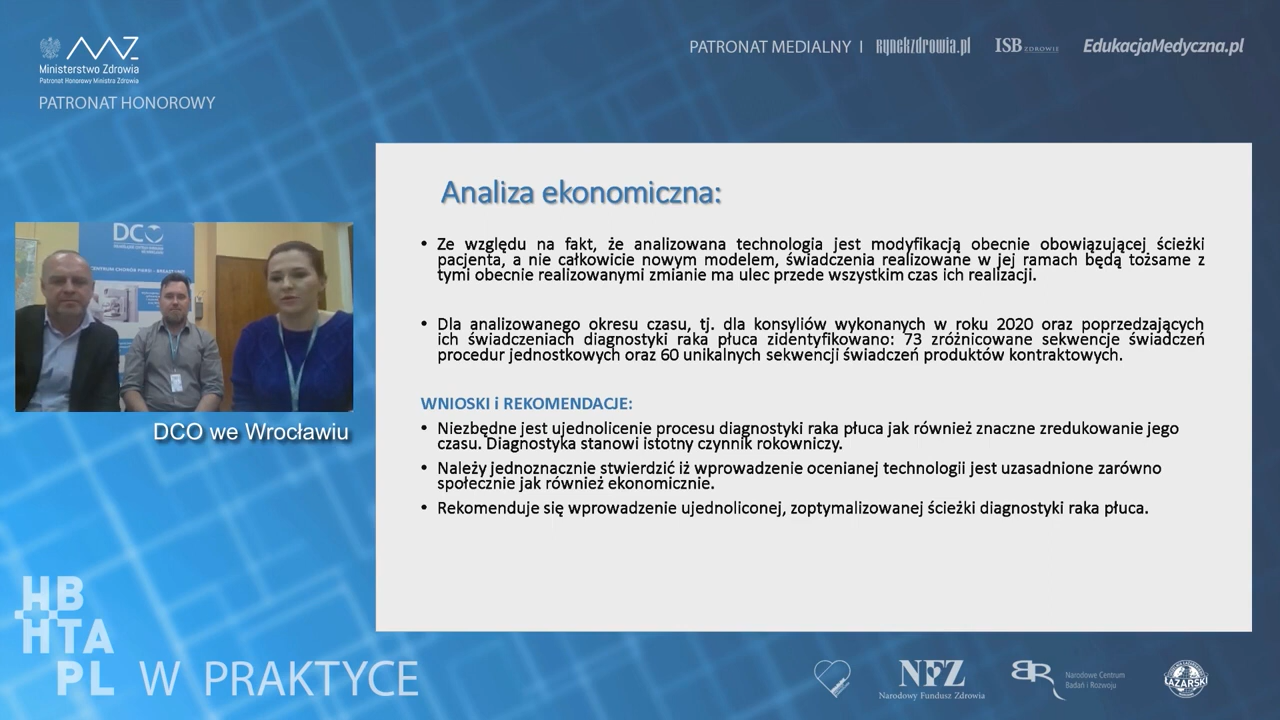 Ministerstwo Zdrowia
Patronat Honorowy Ministra Zdrowia
PATRONAT HONOROWY
PATRONAT MEDIALNY I rynekzdrowia.pl ISB ZDROWIE EdukacjaMedyczna.pl
Analiza ekonomiczna:
• Ze względu na fakt, że analizowana technologia jest modyfikacją obecnie obowiązującej ścieżki
pacjenta, a nie całkowicie nowym modelem, świadczenia realizowane w jej ramach będą tożsame z
tymi obecnie realizowanymi zmianie ma ulec przede wszystkim czas ich realizacji.
• Dla analizowanego okresu czasu, tj. dla konsyliów wykonanych w roku 2020 oraz poprzedzających
ich świadczeniach diagnostyki raka płuca zidentyfikowano: 73 zróżnicowane sekwencje świadczeń
procedur jednostkowych oraz 60 unikalnych sekwencji świadczeń produktów kontraktowych.
WNIOSKI i REKOMENDACJE:
• Niezbędne jest ujednolicenie procesu diagnostyki raka płuca jak również znaczne zredukowanie jego
czasu. Diagnostyka stanowi istotny czynnik rokowniczy.
• Należy jednoznacznie stwierdzić iż wprowadzenie ocenianej technologii jest uzasadnione zarówno
społecznie jak również ekonomicznie.
• Rekomenduje się wprowadzenie ujednoliconej, zoptymalizowanej ścieżki diagnostyki raka płuca.
DC
CENTRUM CHORÓB PIERSI - BREAST UNIT
DCO we Wrocławiu
HB
HTA
PL W PRAKTYCE
NFZ
Narodowy Fundusz Zdrowia
BR
Narodowe Centrum
Badań i Rozwoju
ŁAZARSKI